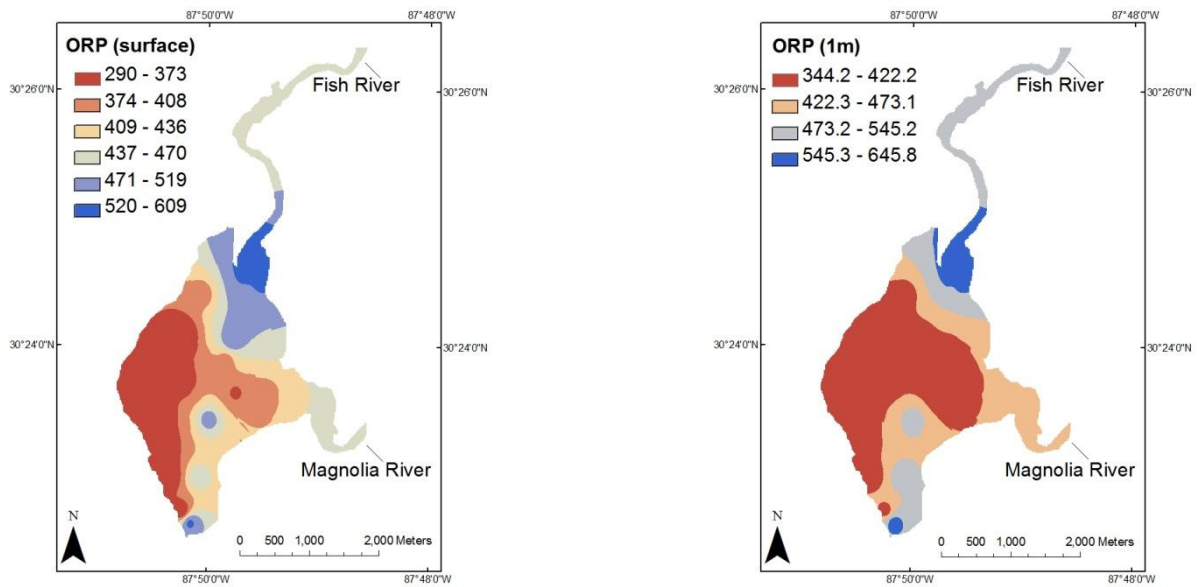 87°50'0"W
87°48'0"W
ORP (surface)
290 - 373
374 - 408
409 - 436
437 - 470
471 - 519
520 - 609
30°26'0"N
Fish River
30°24'0"N
Magnolia River
N
0 500 1,000 2,000 Meters
87°50'0"W
87°48'0"W
87°50'0"W
87°48'0"W
ORP (1m)
344.2 - 422.2
422.3 - 473.1
473.2 - 545.2
545.3 - 645.8
30°26'0"N
30°26'0"N
Fish River
30°24'0"N
30°24'0"N
30°24'0"N
Magnolia River
N
0 500 1,000 2,000 Meters
87°50'0"W
87°48'0"W